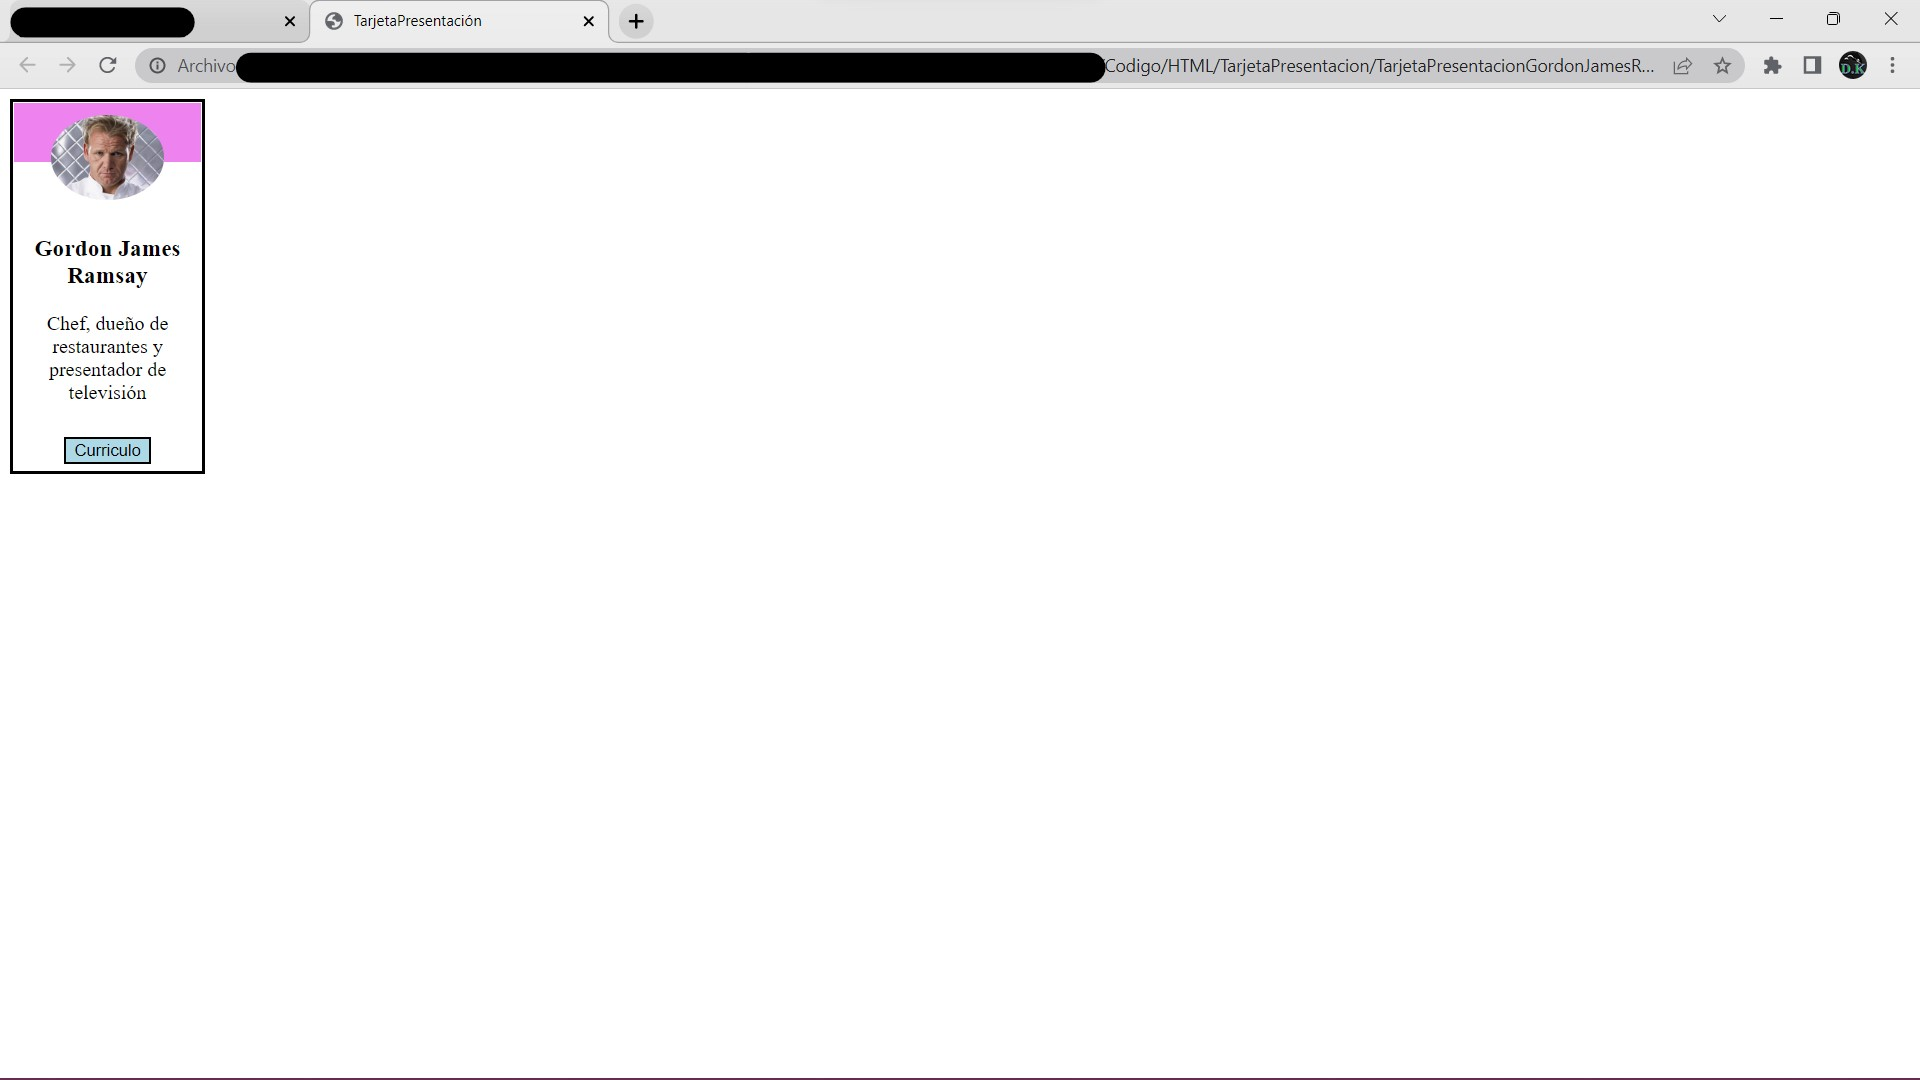 TarjetaPresentación
Archivo
Codigo/HTML/TarjetaPresentacion/TarjetaPresentacionGordonJamesR...
D.K
Gordon James
Ramsay
Chef, dueño de
restaurantes y
presentador de
televisión
Curriculo